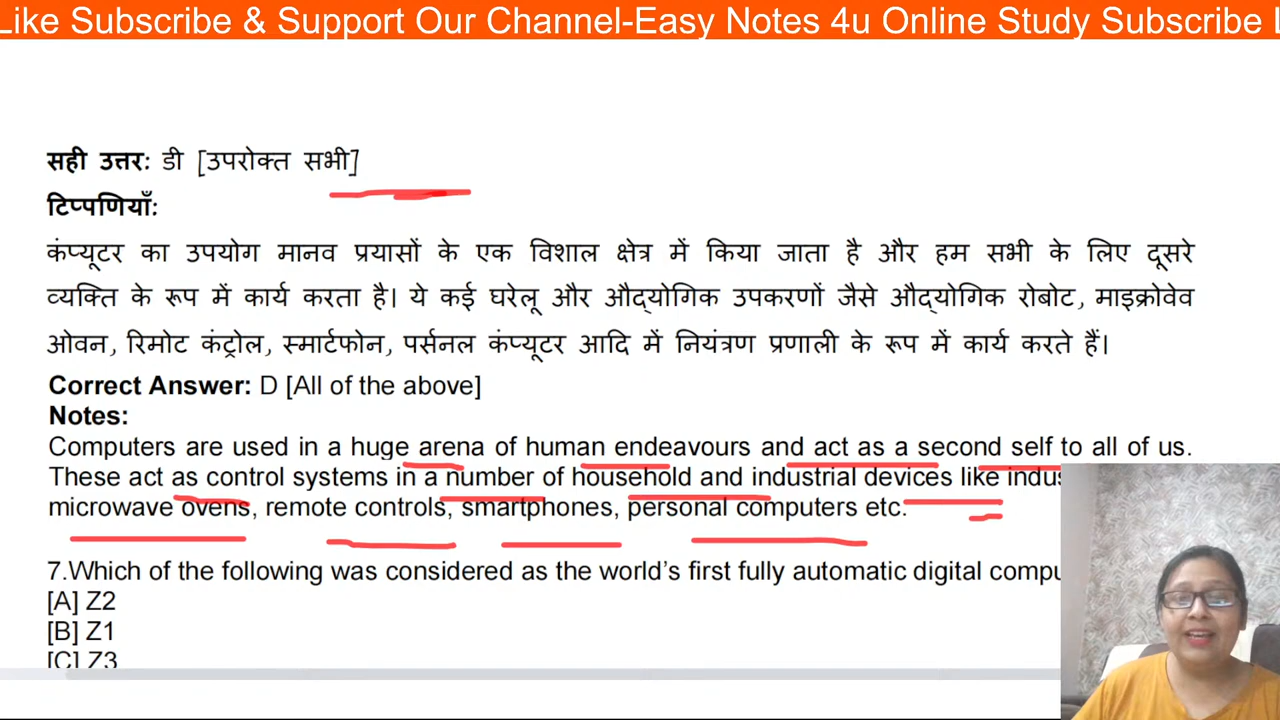 Like Subscribe & Support Our Channel-Easy Notes 4u Online Study Subscribe
सही उत्तर: डी [उपरोक्त सभी]
टिप्पणियाँ:
कंप्यूटर का उपयोग मानव प्रयासों के एक विशाल क्षेत्र में किया जाता है और हम सभी के लिए दूसरे
व्यक्ति के रूप में कार्य करता है। ये कई घरेलू और औद्योगिक उपकरणों जैसे औद्योगिक रोबोट, माइक्रोवेव
ओवन, रिमोट कंट्रोल, स्मार्टफोन, पर्सनल कंप्यूटर आदि में नियंत्रण प्रणाली के रूप में कार्य करते हैं।
Correct Answer: D [All of the above]
Notes:
Computers are used in a huge arena of human endeavours and act as a second self to all of us.
These act as control systems in a number of household and industrial devices like indus
microwave ovens, remote controls, smartphones, personal computers etc.
7.Which of the following was considered as the world's first fully automatic digital compu
[A] Z2
[B] Z1
[C] Z3